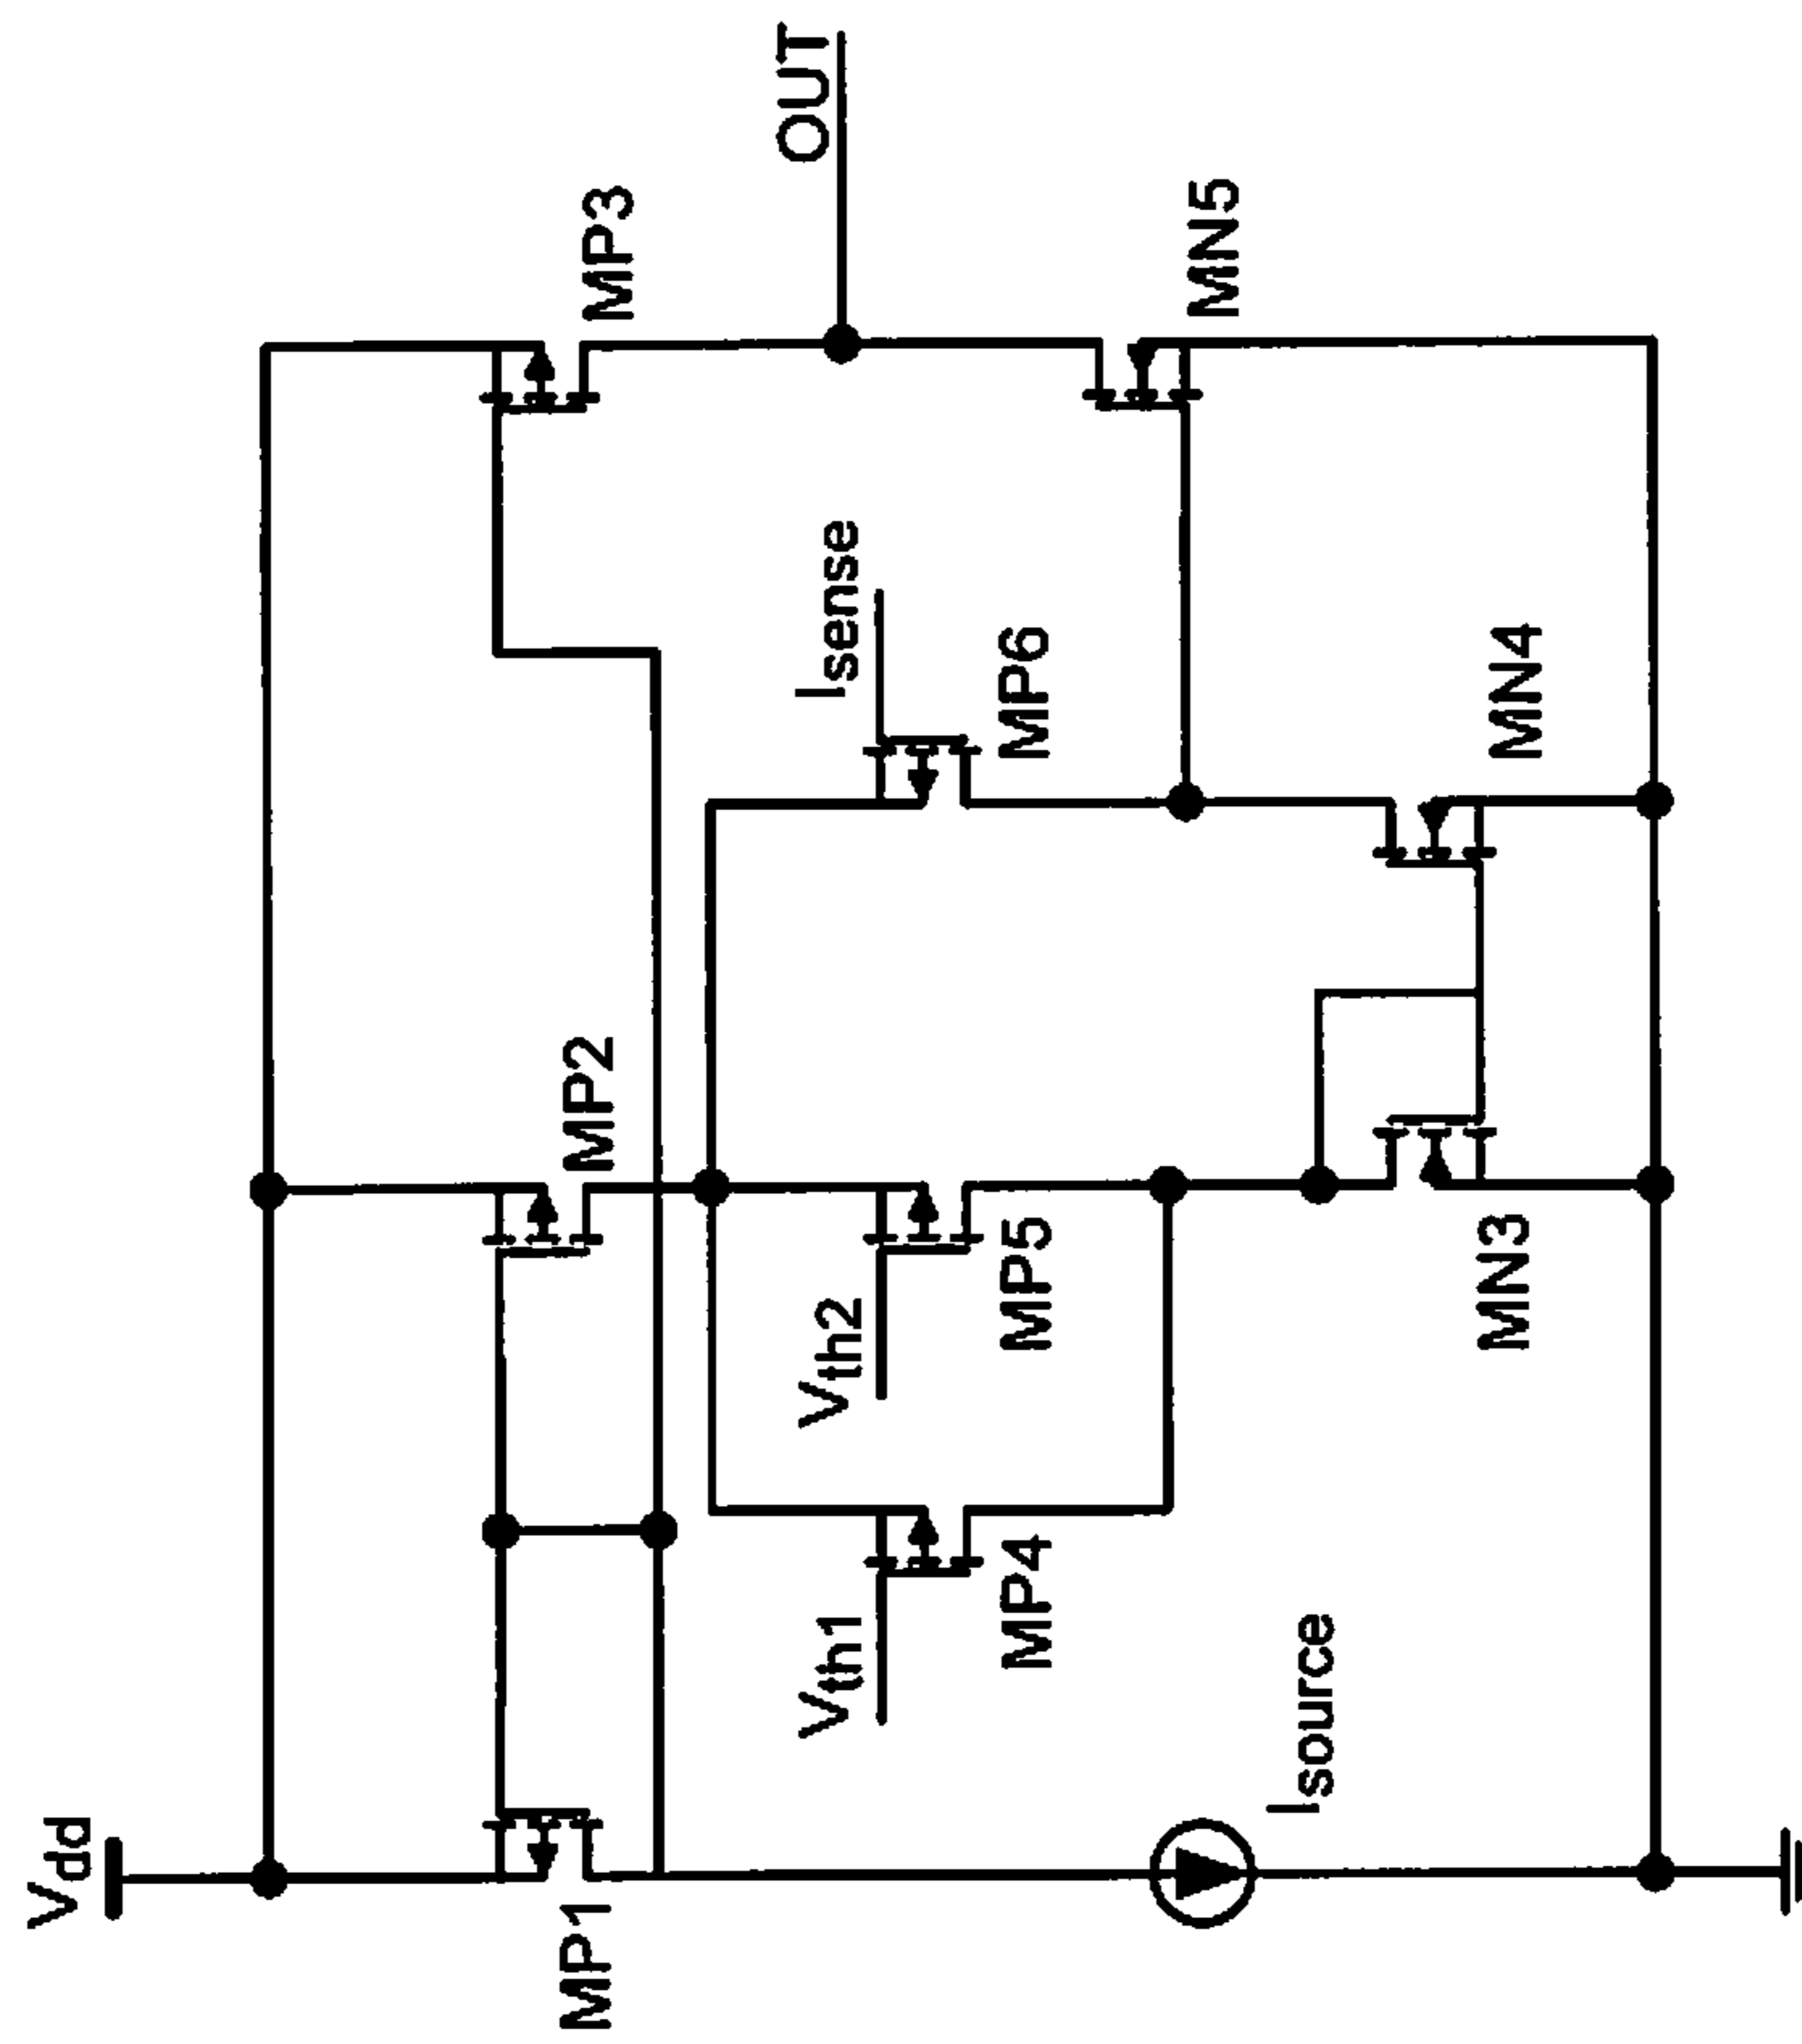 Vdd
MP1
MP2
MP3
Vth1
MP4
Vth2
MP5
Isense
MP6
OUT
Isource
MN3
MN4
MN5